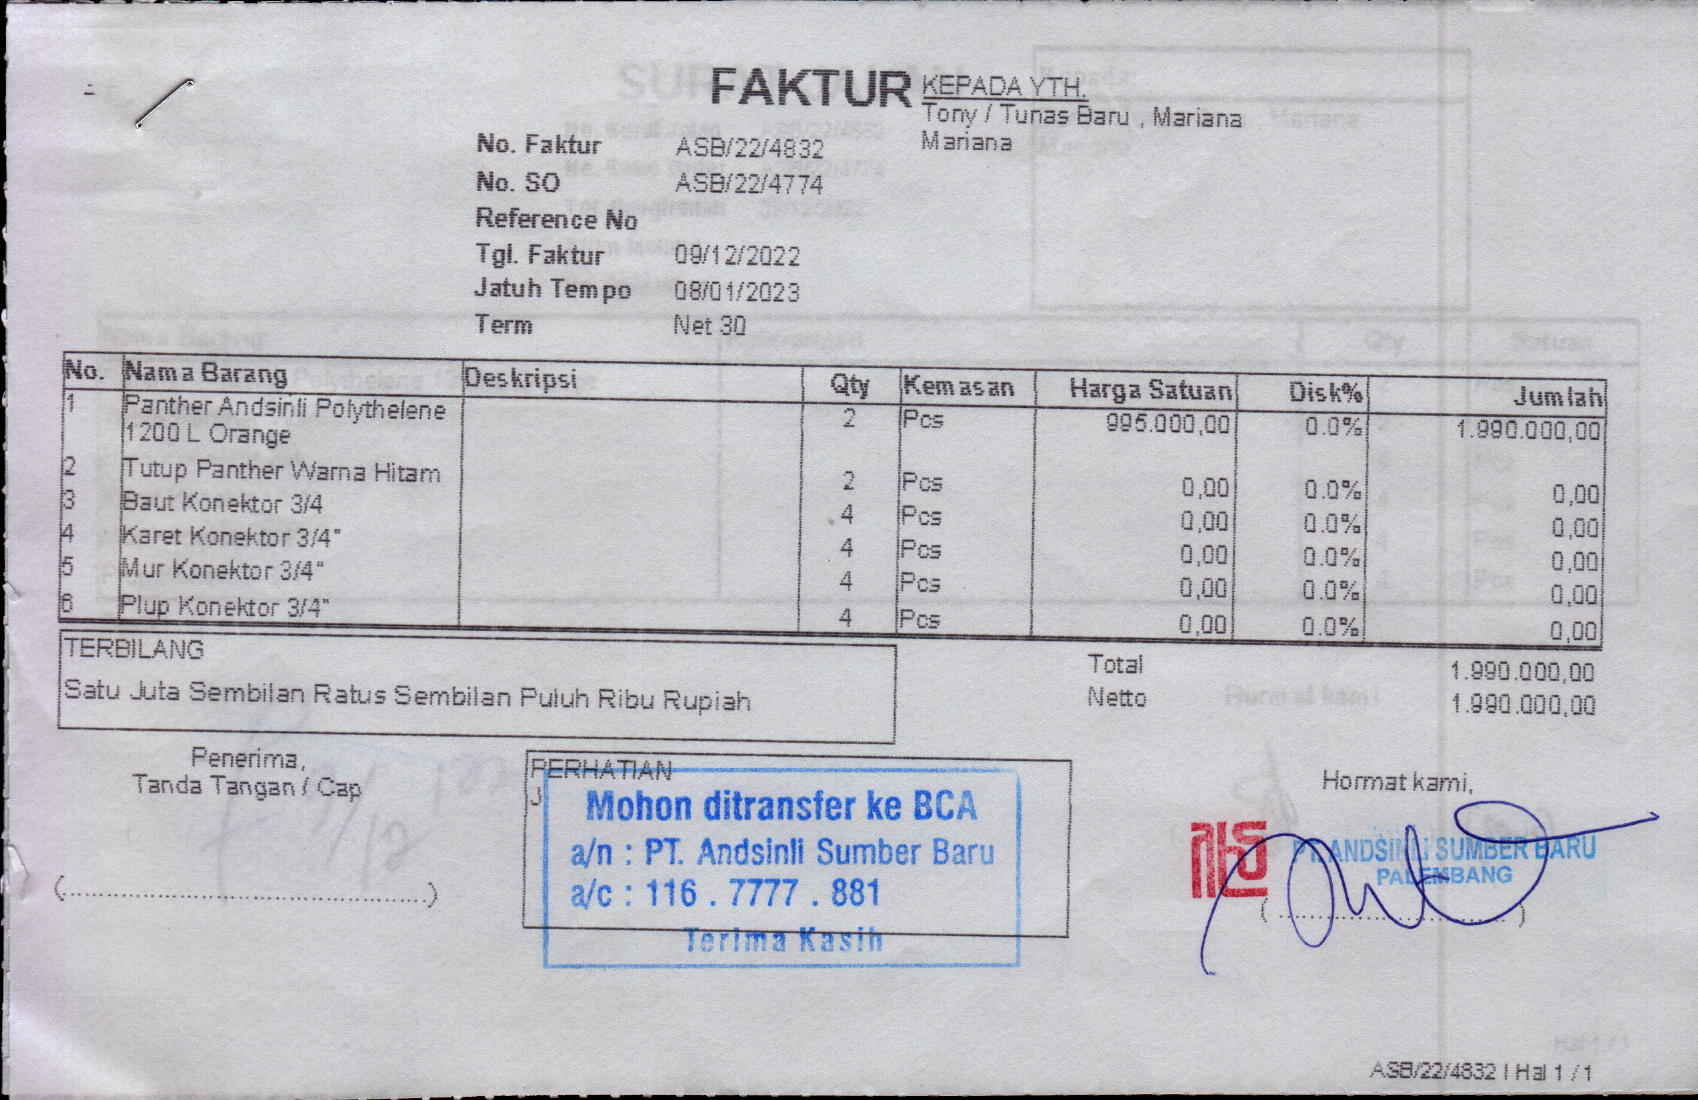 FAKTUR
KEPADA YTH.
Tony / Tunas Baru , Mariana
Mariana
No. Faktur ASB/22/4832
No. SO ASB/22/4774
Reference No
Tgl. Faktur 09/12/2022
Jatuh Tempo 08/01/2023
Term Net 30
No. Nama Barang Deskripsi Qty Kemasan Harga Satuan Disk% Jumlah
1 Panther Andsinli Polythelene 2 Pcs 995.000,00 0.0% 1.990.000,00
1200 L Orange
2 Tutup Panther Warna Hitam 2 Pcs 0,00 0.0% 0,00
3 Baut Konektor 3/4 4 Pcs 0,00 0.0% 0,00
4 Karet Konektor 3/4" 4 Pcs 0,00 0.0% 0,00
5 Mur Konektor 3/4" 4 Pcs 0,00 0.0% 0,00
6 Plup Konektor 3/4" 4 Pcs 0,00 0.0% 0,00
TERBILANG
Satu Juta Sembilan Ratus Sembilan Puluh Ribu Rupiah
Total 1.990.000,00
Netto 1.990.000,00
Penerima,
Tanda Tangan / Cap
(..........................................)
PERHATIAN
J
Mohon ditransfer ke BCA
a/n : PT. Andsinli Sumber Baru
a/c : 116 . 7777 . 881
Terima Kasih
Hormat kami,
PT. ANDSINLI SUMBER BARU
PALEMBANG
(..............................)
ASB/22/4832 | Hal 1 / 1